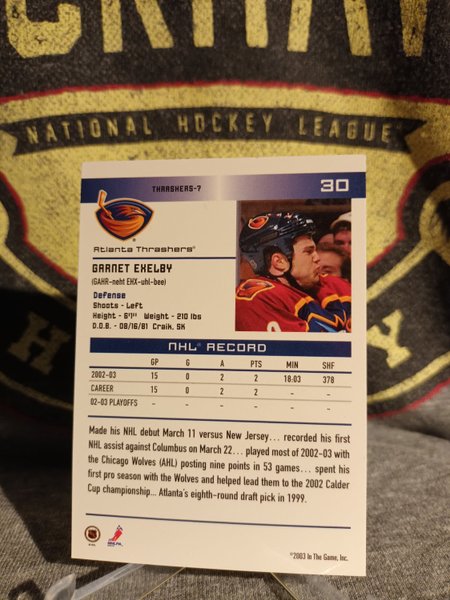 NATIONAL HOCKEY LEAGUE
THRASHERS-7
30
Atlanta Thrashers
GARNET EXELBY
(GAHR-neht EHX-uhl-bee)
Defense
Shoots - Left
Height - 6'1" Weight - 210 lbs
D.O.B. - 08/16/81 Craik, SK
NHL RECORD
GP G A PTS MIN SHF
2002-03 15 0 2 2 18:03 378
CAREER 15 0 2 2 – –
02-03 PLAYOFFS – – – – – –
Made his NHL debut March 11 versus New Jersey... recorded his first
NHL assist against Columbus on March 22... played most of 2002-03 with
the Chicago Wolves (AHL) posting nine points in 53 games... spent his
first pro season with the Wolves and helped lead them to the 2002 Calder
Cup championship... Atlanta's eighth-round draft pick in 1999.
©2003 In The Game, Inc.